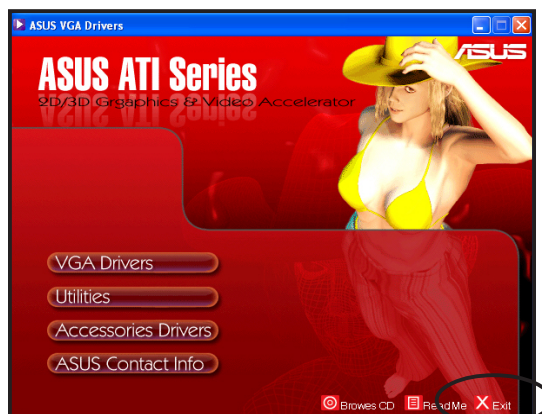 ASUS VGA Drivers
ASUS
ASUS ATI Series
2D/3D Grgaphics & Video Accelerator
VGA Drivers
Utilities
Accessories Drivers
ASUS Contact Info
Browes CD ReadMe Exit